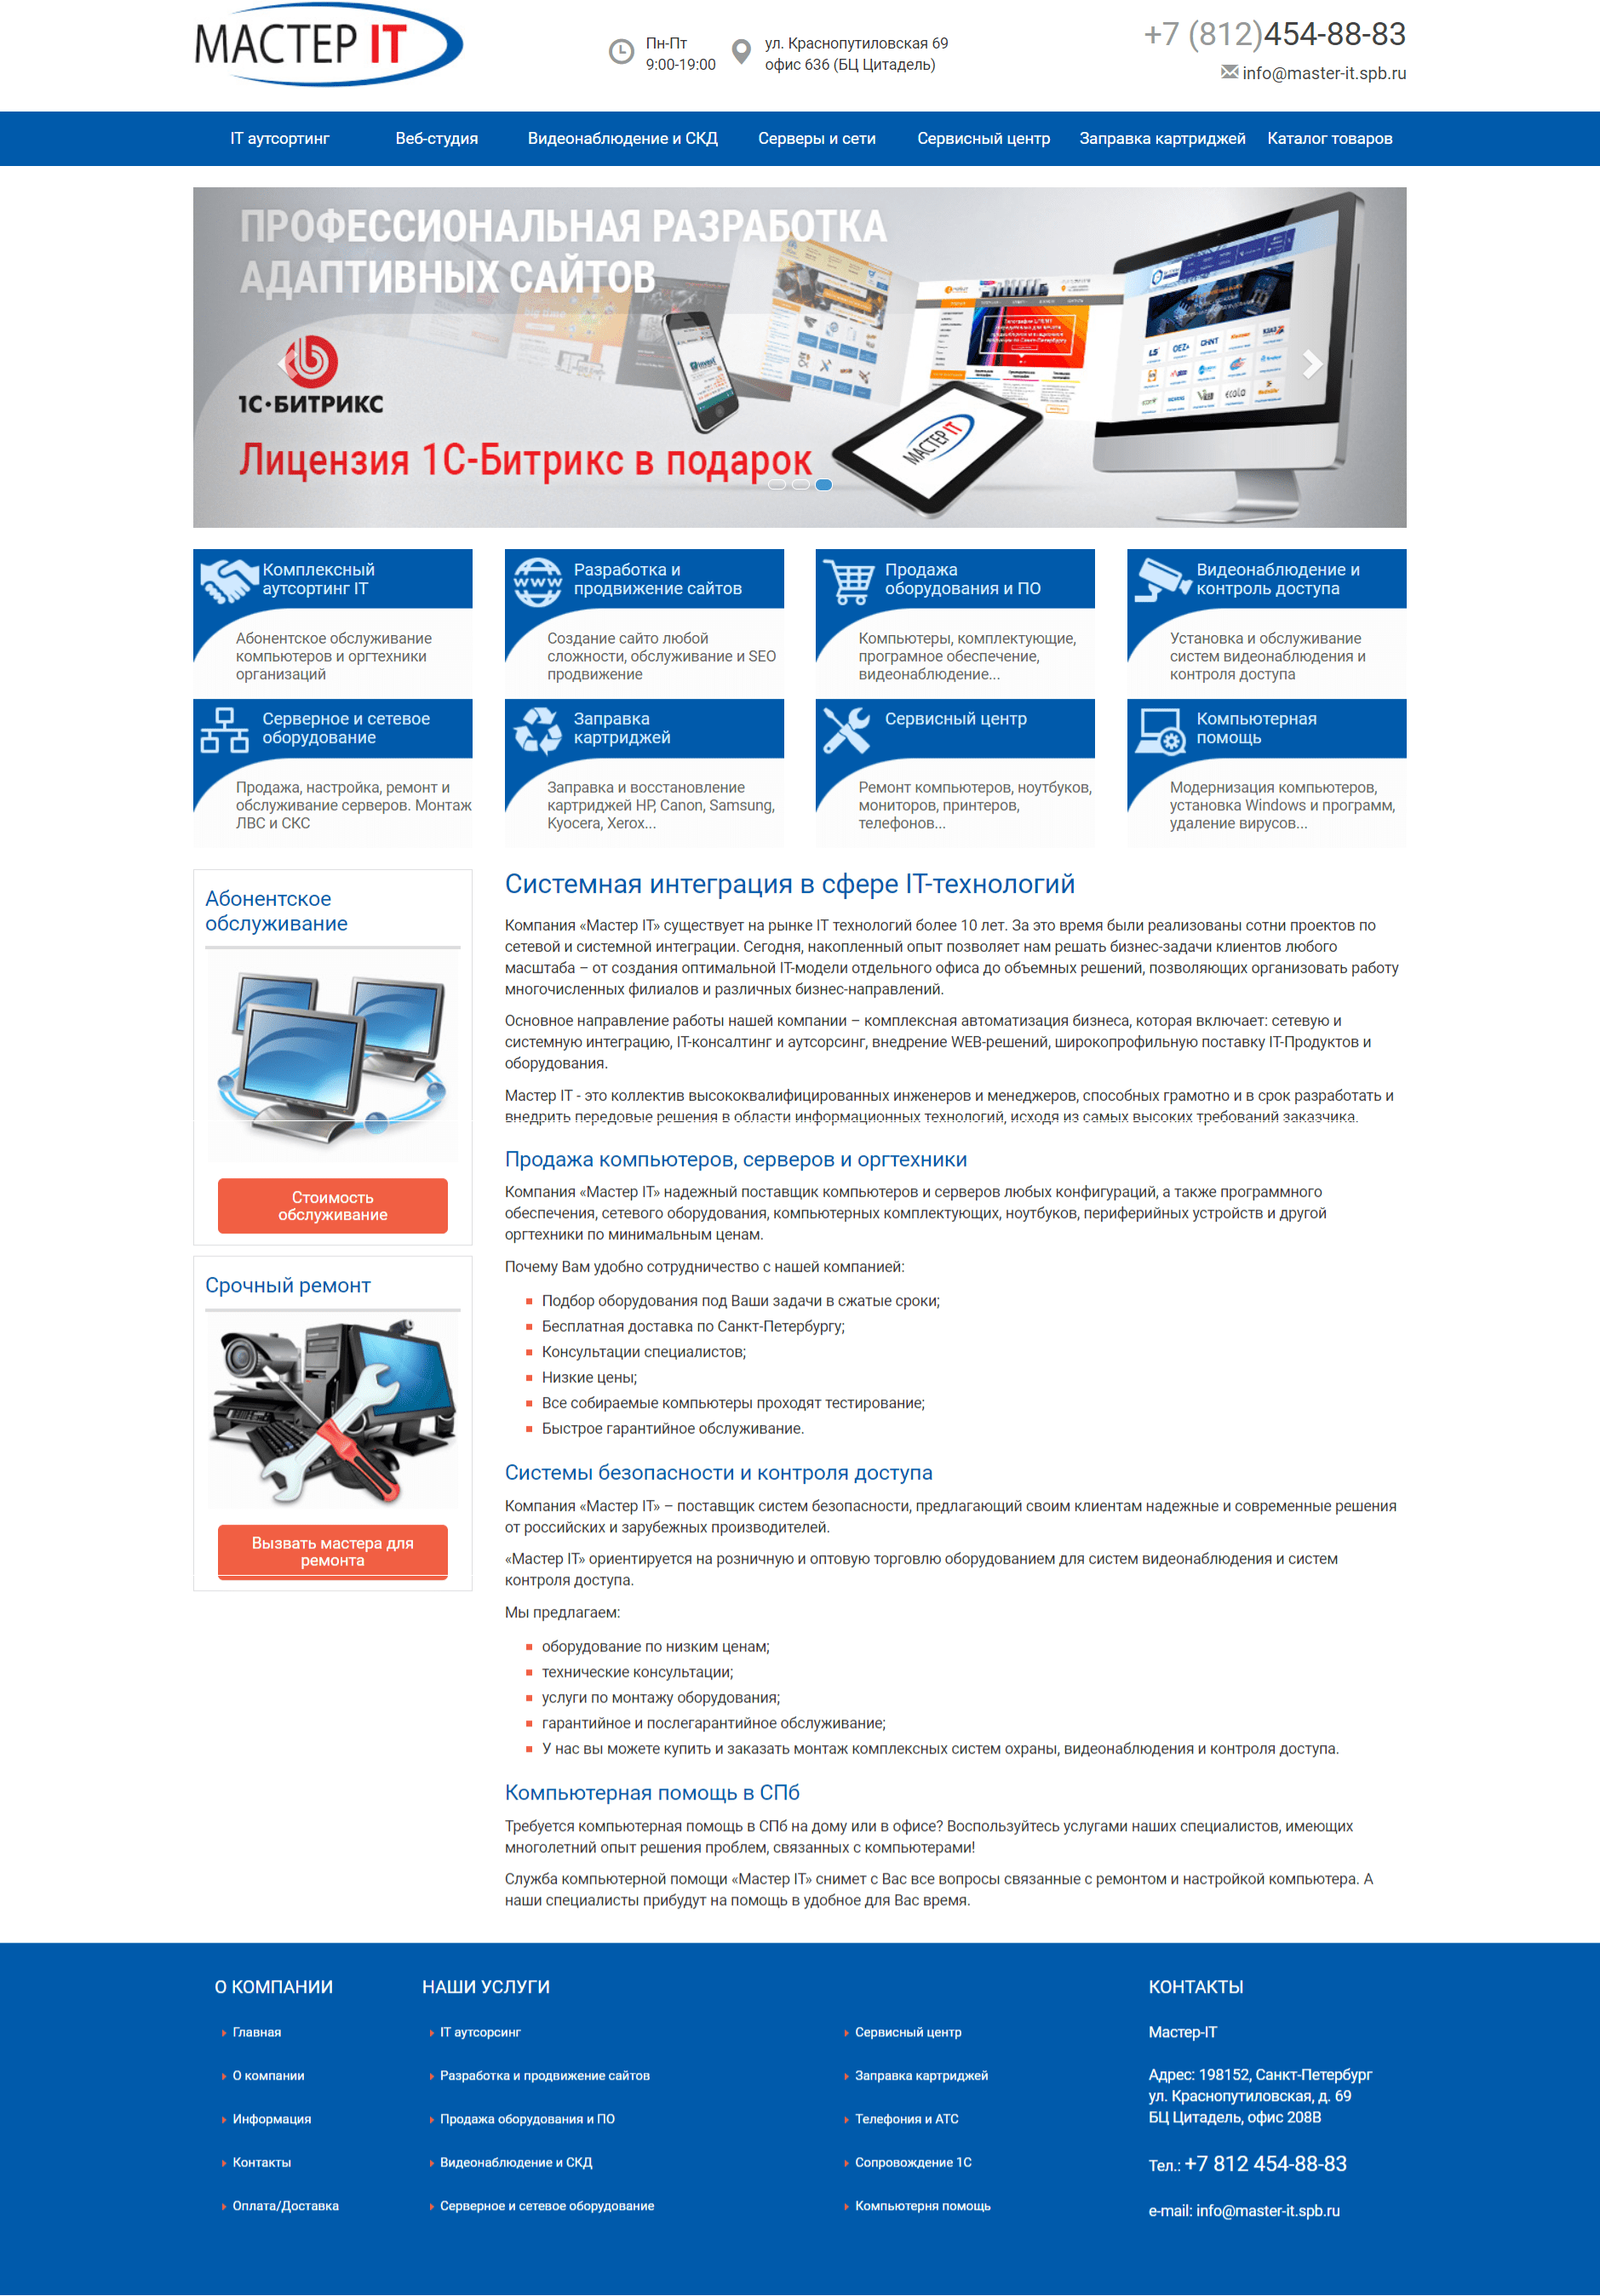 МАСТЕР IT
Пн-Пт
9:00-19:00
ул. Краснопутиловская 69
офис 636 (БЦ Цитадель)
+7 (812)454-88-83
info@master-it.spb.ru
IT аутсортинг
Веб-студия
Видеонаблюдение и СКД
Серверы и сети
Сервисный центр
Заправка картриджей
Каталог товаров
ПРОФЕССИОНАЛЬНАЯ РАЗРАБОТКА
АДАПТИВНЫХ САЙТОВ
1С·БИТРИКС
Лицензия 1С-Битрикс в подарок
МАСТЕР IT
Комплексный
аутсортинг IT
Абонентское обслуживание
компьютеров и оргтехники
организаций
Разработка и
продвижение сайтов
Создание сайто любой
сложности, обслуживание и SEO
продвижение
Продажа
оборудования и ПО
Компьютеры, комплектующие,
програмное обеспечение,
видеонаблюдение...
Видеонаблюдение и
контроль доступа
Установка и обслуживание
систем видеонаблюдения и
контроля доступа
Серверное и сетевое
оборудование
Продажа, настройка, ремонт и
обслуживание серверов. Монтаж
ЛВС и СКС
Заправка
картриджей
Заправка и восстановление
картриджей HP, Canon, Samsung,
Kyocera, Xerox...
Сервисный центр
Ремонт компьютеров, ноутбуков,
мониторов, принтеров,
телефонов...
Компьютерная
помощь
Модернизация компьютеров,
установка Windows и программ,
удаление вирусов...
Абонентское
обслуживание
Стоимость
обслуживание
Срочный ремонт
Вызвать мастера для
ремонта
Системная интеграция в сфере IT-технологий
Компания «Мастер IT» существует на рынке IT технологий более 10 лет. За это время были реализованы сотни проектов по
сетевой и системной интеграции. Сегодня, накопленный опыт позволяет нам решать бизнес-задачи клиентов любого
масштаба – от создания оптимальной IT-модели отдельного офиса до объемных решений, позволяющих организовать работу
многочисленных филиалов и различных бизнес-направлений.
Основное направление работы нашей компании – комплексная автоматизация бизнеса, которая включает: сетевую и
системную интеграцию, IT-консалтинг и аутсорсинг, внедрение WEB-решений, широкопрофильную поставку IT-Продуктов и
оборудования.
Мастер IT - это коллектив высококвалифицированных инженеров и менеджеров, способных грамотно и в срок разработать и
внедрить передовые решения в области информационных технологий, исходя из самых высоких требований заказчика.
Продажа компьютеров, серверов и оргтехники
Компания «Мастер IT» надежный поставщик компьютеров и серверов любых конфигураций, а также программного
обеспечения, сетевого оборудования, компьютерных комплектующих, ноутбуков, периферийных устройств и другой
оргтехники по минимальным ценам.
Почему Вам удобно сотрудничество с нашей компанией:
Подбор оборудования под Ваши задачи в сжатые сроки;
Бесплатная доставка по Санкт-Петербургу;
Консультации специалистов;
Низкие цены;
Все собираемые компьютеры проходят тестирование;
Быстрое гарантийное обслуживание.
Системы безопасности и контроля доступа
Компания «Мастер IT» – поставщик систем безопасности, предлагающий своим клиентам надежные и современные решения
от российских и зарубежных производителей.
«Мастер IT» ориентируется на розничную и оптовую торговлю оборудованием для систем видеонаблюдения и систем
контроля доступа.
Мы предлагаем:
оборудование по низким ценам;
технические консультации;
услуги по монтажу оборудования;
гарантийное и послегарантийное обслуживание;
У нас вы можете купить и заказать монтаж комплексных систем охраны, видеонаблюдения и контроля доступа.
Компьютерная помощь в СПб
Требуется компьютерная помощь в СПб на дому или в офисе? Воспользуйтесь услугами наших специалистов, имеющих
многолетний опыт решения проблем, связанных с компьютерами!
Служба компьютерной помощи «Мастер IT» снимет с Вас все вопросы связанные с ремонтом и настройкой компьютера. А
наши специалисты прибудут на помощь в удобное для Вас время.
О КОМПАНИИ
Главная
О компании
Информация
Контакты
Оплата/Доставка
НАШИ УСЛУГИ
IT аутсорсинг
Разработка и продвижение сайтов
Продажа оборудования и ПО
Видеонаблюдение и СКД
Серверное и сетевое оборудование
Сервисный центр
Заправка картриджей
Телефония и АТС
Сопровождение 1С
Компьютерня помощь
КОНТАКТЫ
Мастер-IT
Адрес: 198152, Санкт-Петербург
ул. Краснопутиловская, д. 69
БЦ Цитадель, офис 208В
Тел.: +7 812 454-88-83
e-mail: info@master-it.spb.ru